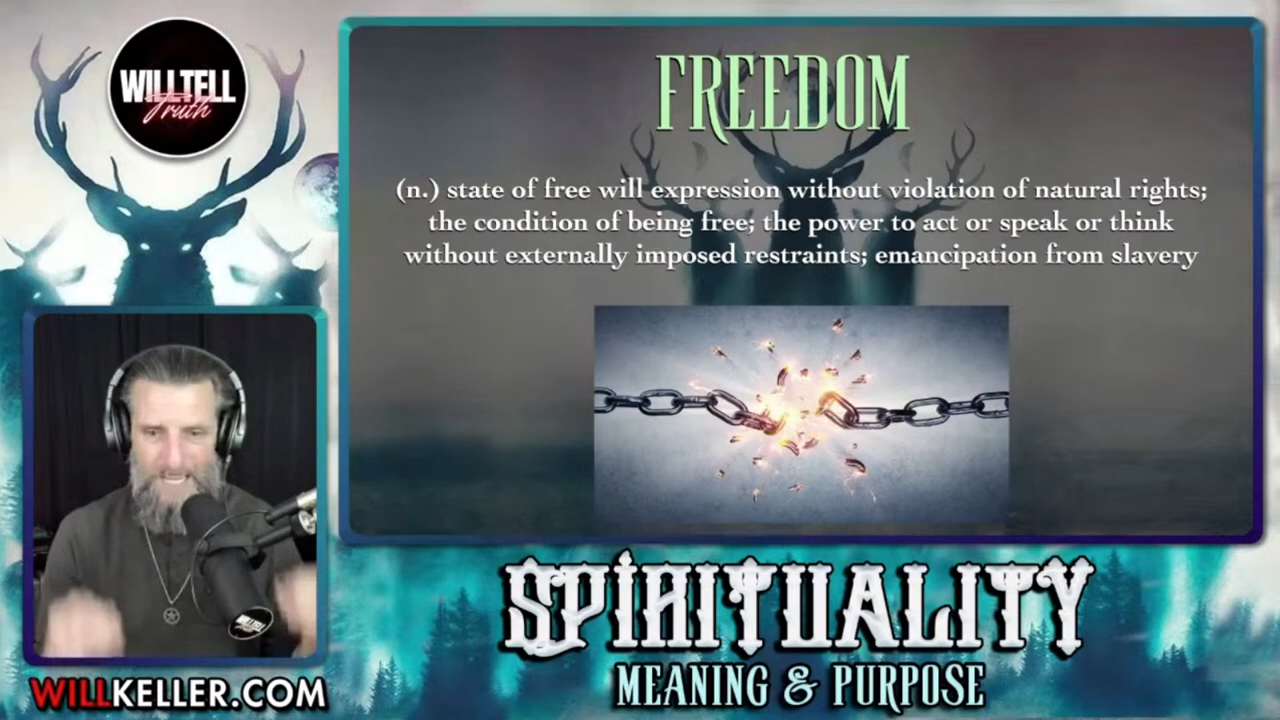 WILLTELL
Truth
FREEDOM
(n.) state of free will expression without violation of natural rights;
the condition of being free; the power to act or speak or think
without externally imposed restraints; emancipation from slavery
WILLTELL
SPIRITUALITY
MEANING & PURPOSE
WILLKELLER.COM